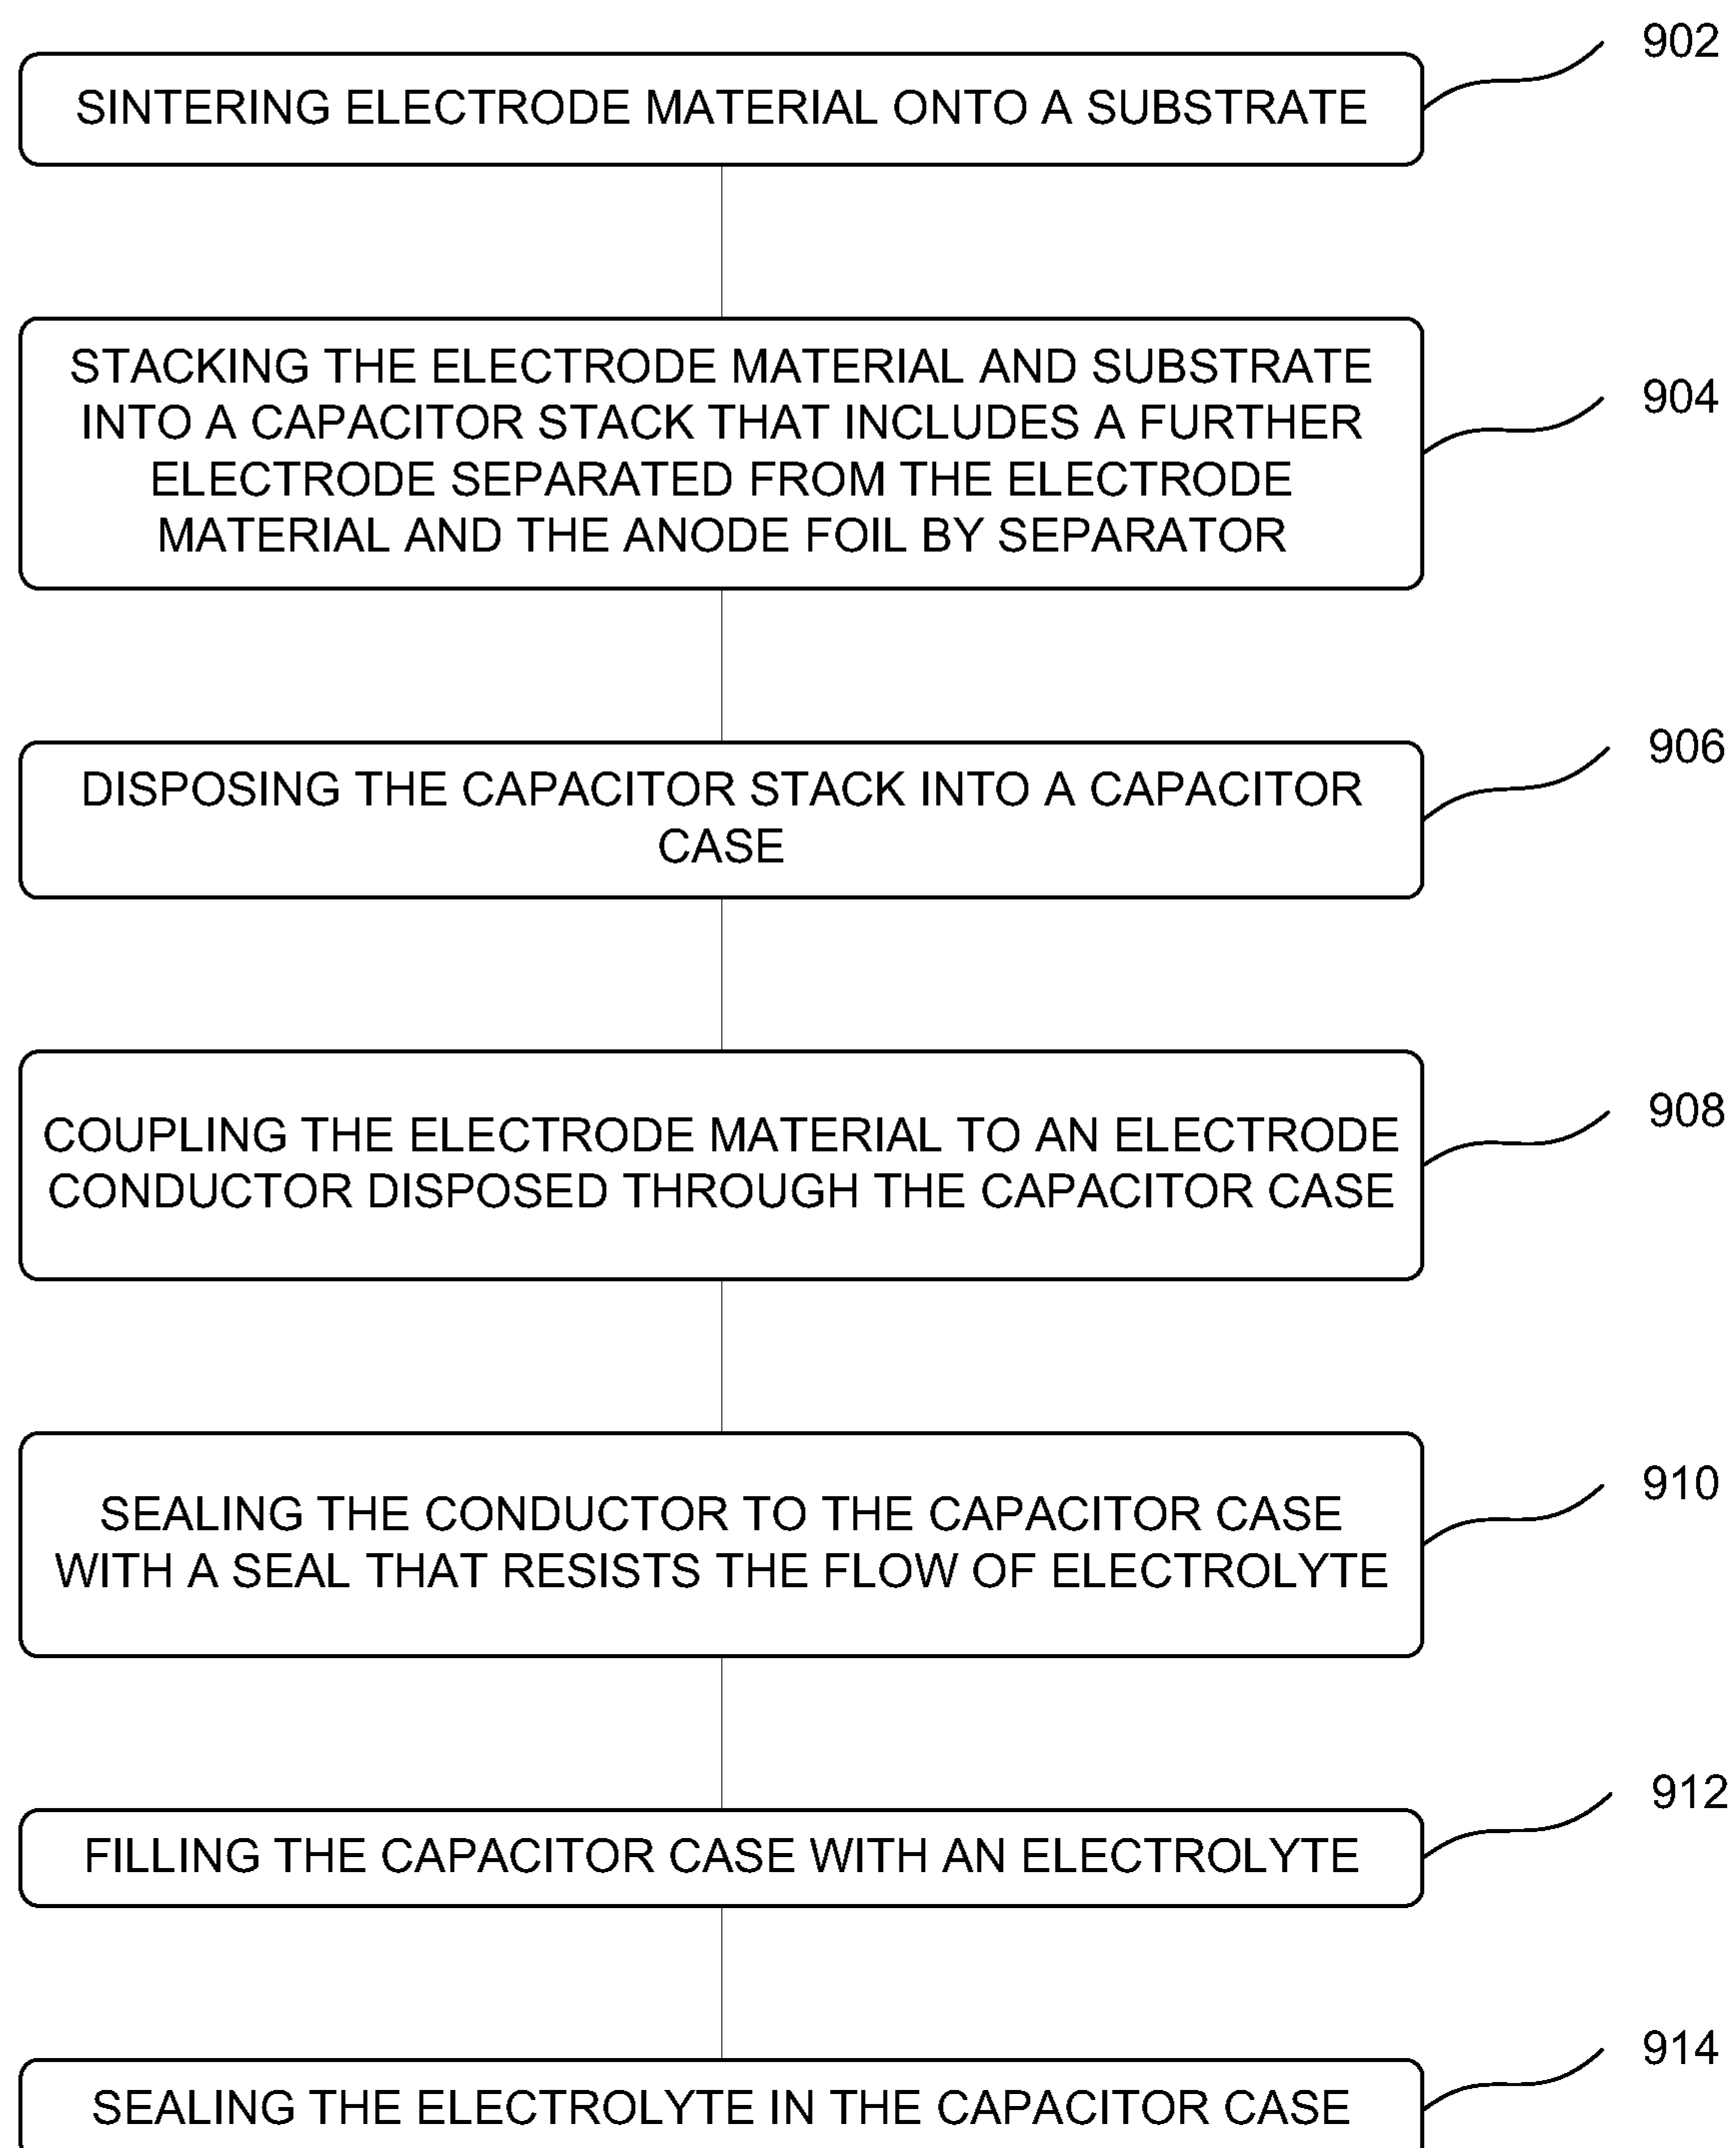 902
SINTERING ELECTRODE MATERIAL ONTO A SUBSTRATE
904
STACKING THE ELECTRODE MATERIAL AND SUBSTRATE
INTO A CAPACITOR STACK THAT INCLUDES A FURTHER
ELECTRODE SEPARATED FROM THE ELECTRODE
MATERIAL AND THE ANODE FOIL BY SEPARATOR
906
DISPOSING THE CAPACITOR STACK INTO A CAPACITOR
CASE
908
COUPLING THE ELECTRODE MATERIAL TO AN ELECTRODE
CONDUCTOR DISPOSED THROUGH THE CAPACITOR CASE
910
SEALING THE CONDUCTOR TO THE CAPACITOR CASE
WITH A SEAL THAT RESISTS THE FLOW OF ELECTROLYTE
912
FILLING THE CAPACITOR CASE WITH AN ELECTROLYTE
914
SEALING THE ELECTROLYTE IN THE CAPACITOR CASE